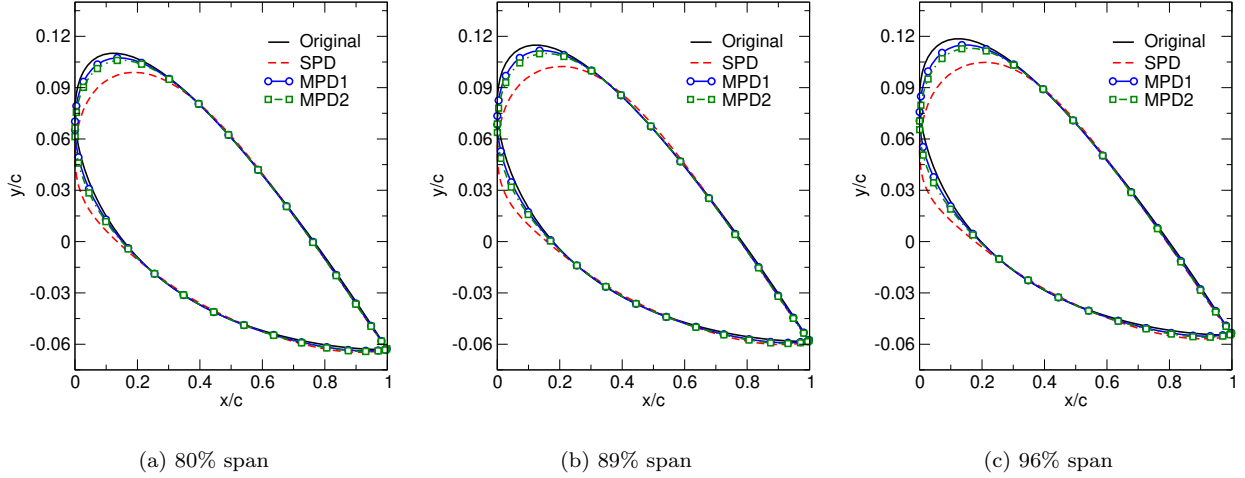 0 0.2 0.4 0.6 0.8 1
x/c
-0.06
-0.03
0
0.03
0.06
0.09
0.12
y/c
Original
SPD
MPD1
MPD2
(a) 80% span
0 0.2 0.4 0.6 0.8 1
x/c
-0.06
-0.03
0
0.03
0.06
0.09
0.12
y/c
Original
SPD
MPD1
MPD2
(b) 89% span
0 0.2 0.4 0.6 0.8 1
x/c
-0.06
-0.03
0
0.03
0.06
0.09
0.12
y/c
Original
SPD
MPD1
MPD2
(c) 96% span